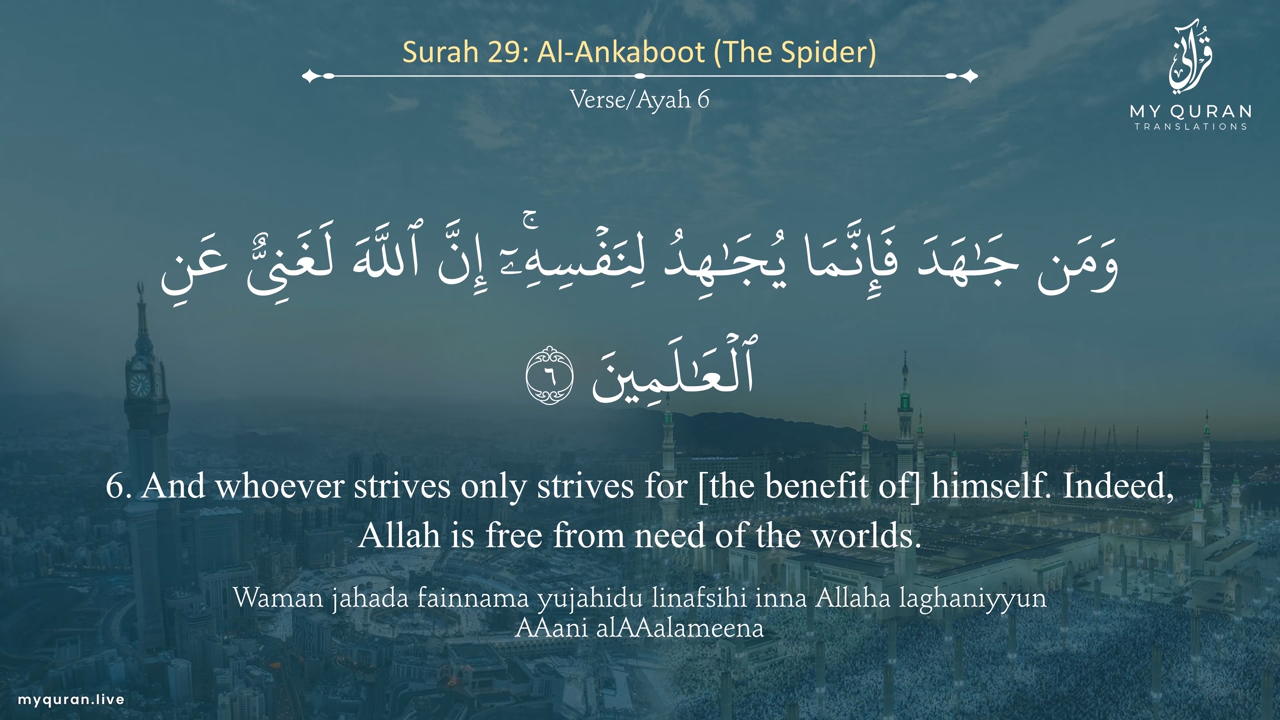 Surah 29: Al-Ankaboot (The Spider)
Verse/Ayah 6
قرآني
MY QURAN
TRANSLATIONS
وَمَن جَـٰهَدَ فَإِنَّمَا يُجَـٰهِدُ لِنَفْسِهِۦٓ ۚ إِنَّ ٱللَّهَ لَغَنِىٌّ عَنِ
ٱلْعَـٰلَمِينَ ٦
6. And whoever strives only strives for [the benefit of] himself. Indeed,
Allah is free from need of the worlds.
Waman jahada fainnama yujahidu linafsihi inna Allaha laghaniyyun
AAani alAAalameena
myquran.live